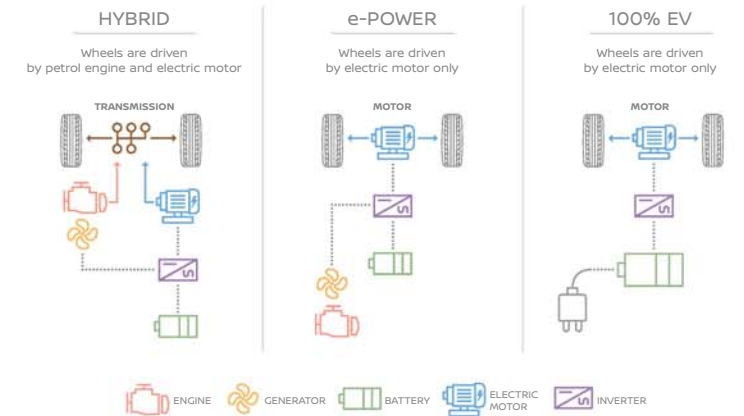 HYBRID
Wheels are driven
by petrol engine and electric motor
TRANSMISSION
e-POWER
Wheels are driven
by electric motor only
MOTOR
100% EV
Wheels are driven
by electric motor only
MOTOR
ENGINE
GENERATOR
BATTERY
ELECTRIC
MOTOR
INVERTER